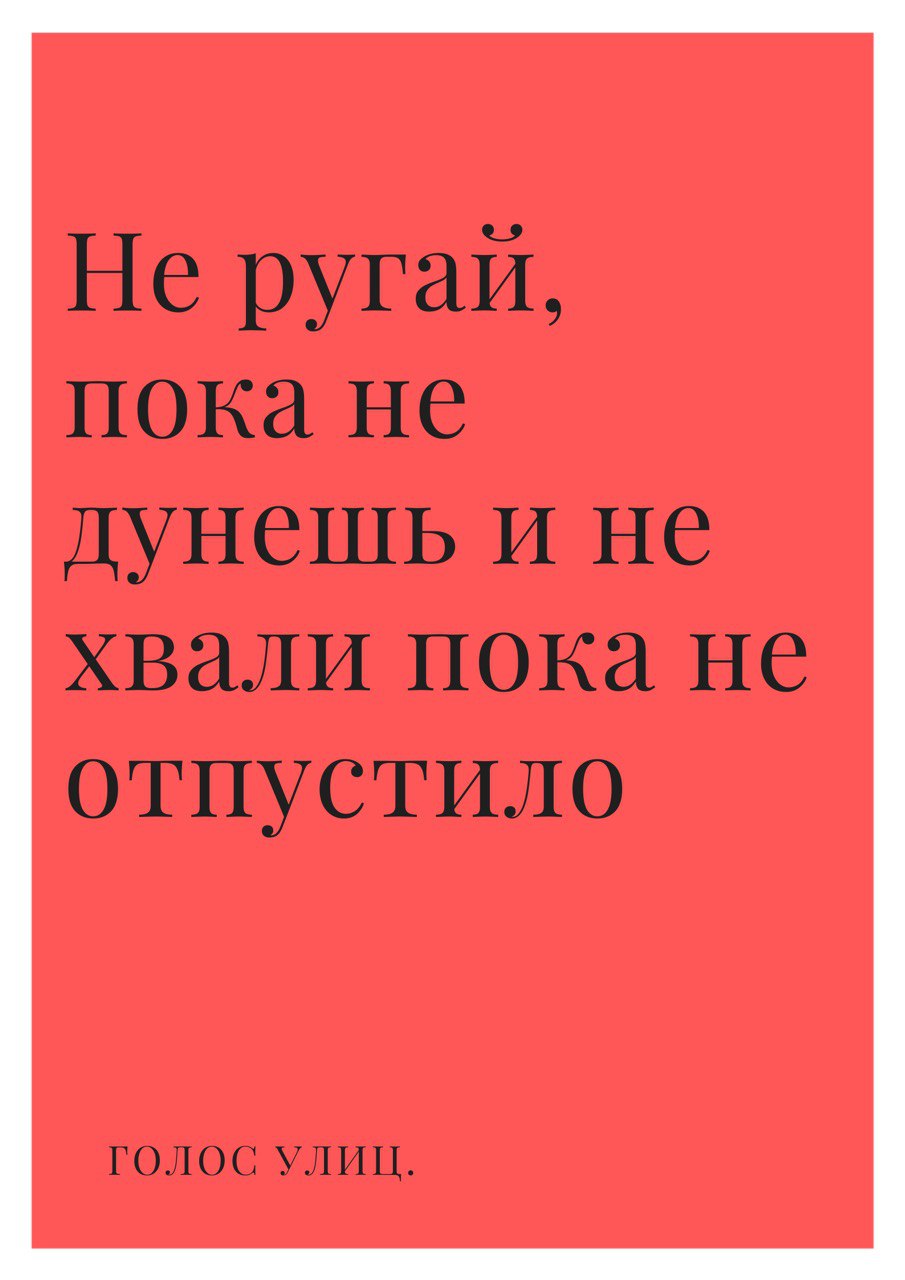 Не ругай,
пока не
дунешь и не
хвали пока не
отпустило
ГОЛОС УЛИЦ.